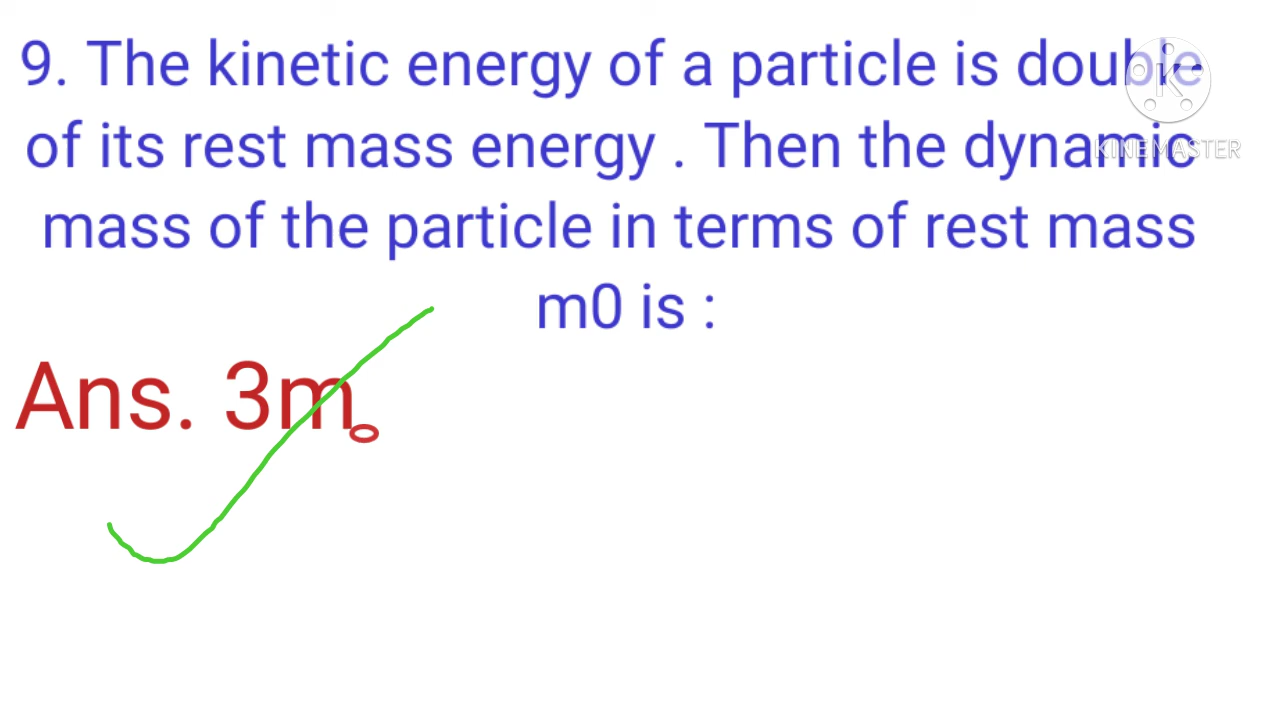 9. The kinetic energy of a particle is double
of its rest mass energy . Then the dynamic
mass of the particle in terms of rest mass
m0 is :
Ans. 3mo
K
KINEMASTER